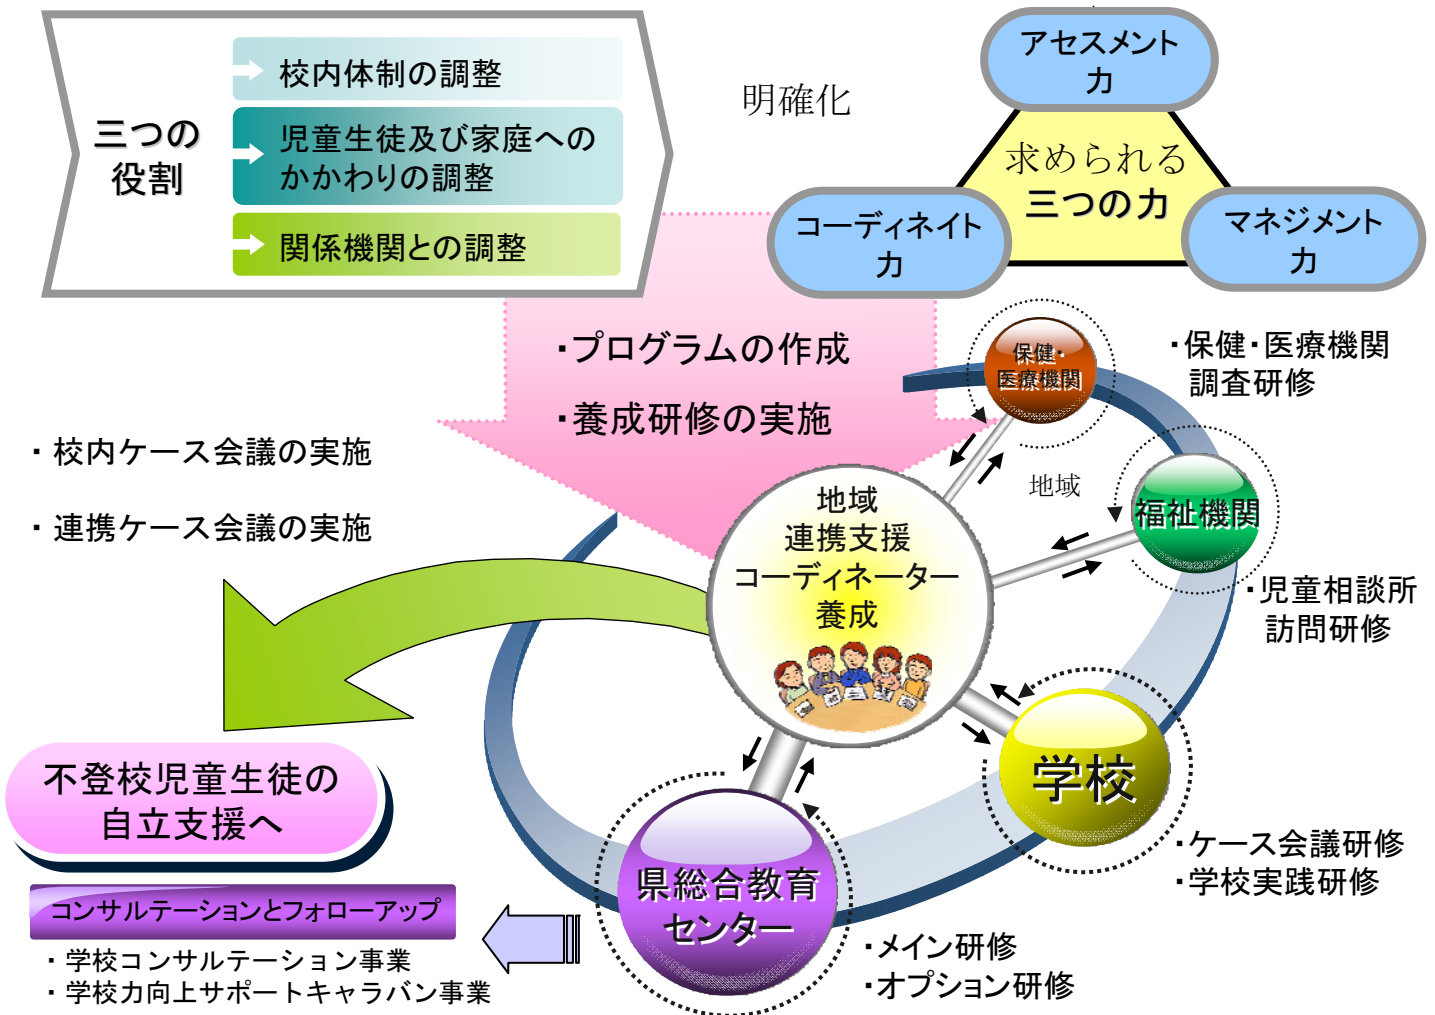 三つの
役割
校内体制の調整
児童生徒及び家庭への
かかわりの調整
関係機関との調整
明確化
アセスメント
力
求められる
三つの力
コーディネイト
力
マネジメント
力
・プログラムの作成
・養成研修の実施
保健・
医療機関
・保健・医療機関
調査研修
・校内ケース会議の実施
・連携ケース会議の実施
地域
福祉機関
・児童相談所
訪問研修
地域
連携支援
コーディネーター
養成
学校
・ケース会議研修
・学校実践研修
不登校児童生徒の
自立支援へ
県総合教育
センター
・メイン研修
・オプション研修
コンサルテーションとフォローアップ
・学校コンサルテーション事業
・学校力向上サポートキャラバン事業